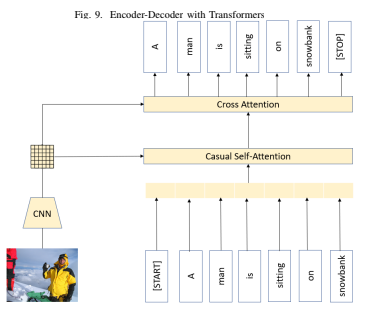 Fig. 9. Encoder-Decoder with Transformers
A
man
is
sitting
on
snowbank
[STOP]
Cross Attention
Casual Self-Attention
CNN
[START]
A
man
is
sitting
on
snowbank